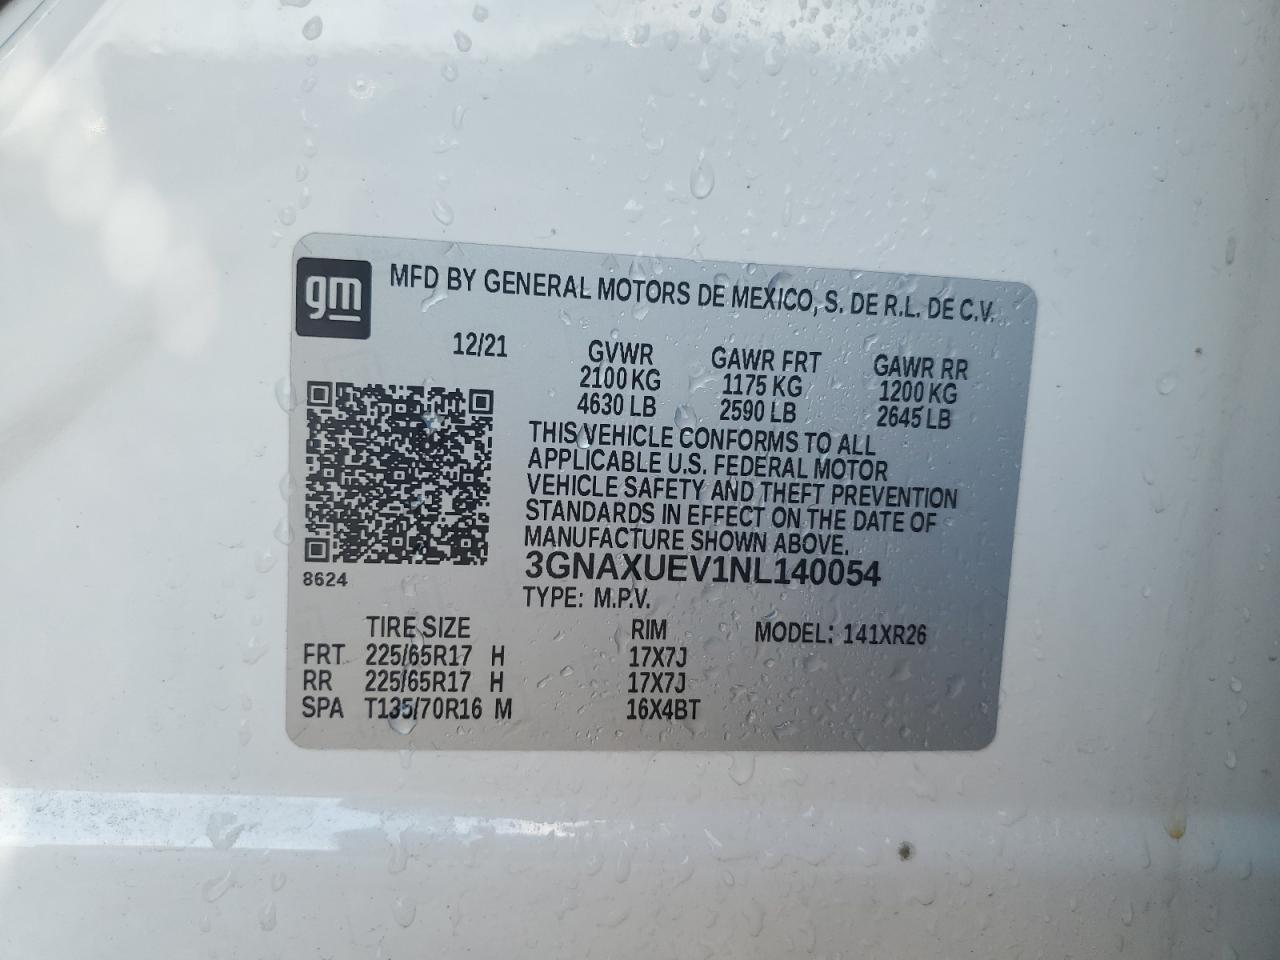 gm
MFD BY GENERAL MOTORS DE MEXICO, S. DE R.L. DE C.V.
12/21
GVWR GAWR FRT GAWR RR
2100 KG 1175 KG 1200 KG
4630 LB 2590 LB 2645 LB
THIS VEHICLE CONFORMS TO ALL
APPLICABLE U.S. FEDERAL MOTOR
VEHICLE SAFETY AND THEFT PREVENTION
STANDARDS IN EFFECT ON THE DATE OF
MANUFACTURE SHOWN ABOVE.
3GNAXUEV1NL140054
8624
TYPE: M.P.V.
TIRE SIZE RIM MODEL: 141XR26
FRT 225/65R17 H 17X7J
RR 225/65R17 H 17X7J
SPA T135/70R16 M 16X4BT